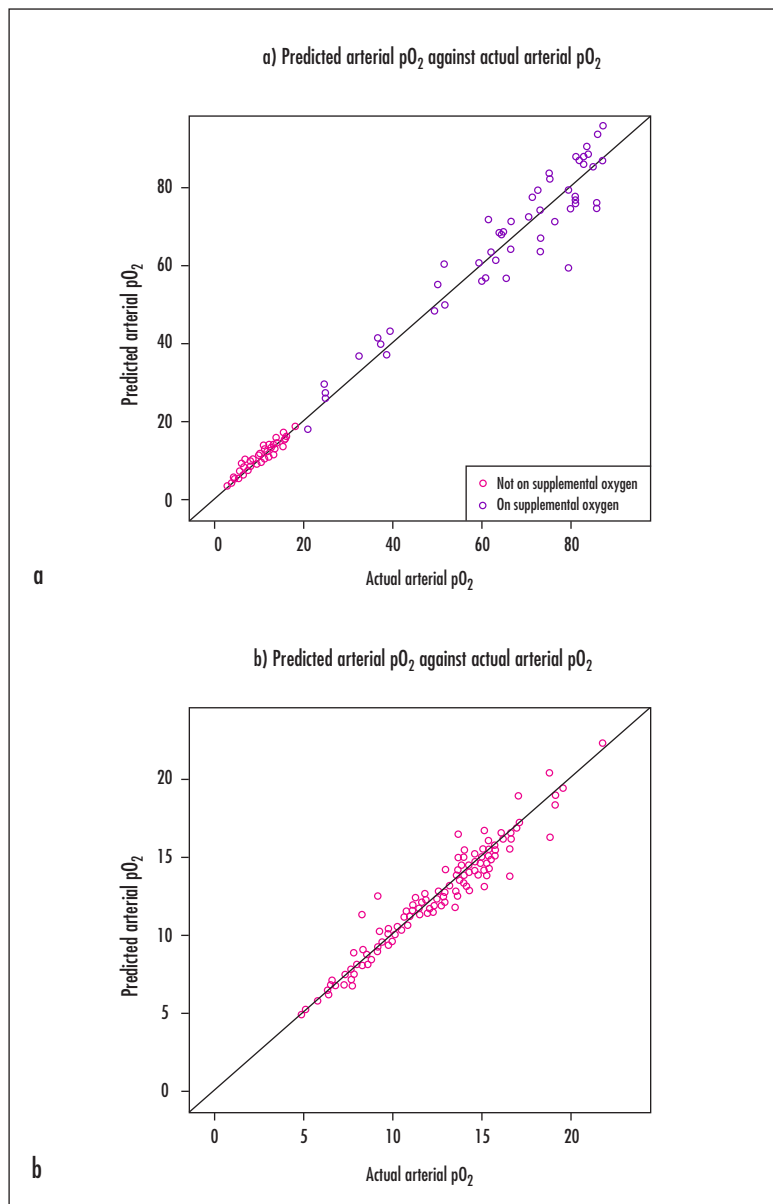 a) Predicted arterial pO₂ against actual arterial pO₂
Predicted arterial pO₂
80
60
40
20
0
Not on supplemental oxygen
On supplemental oxygen
0 20 40 60 80
Actual arterial pO₂
a
b) Predicted arterial pO₂ against actual arterial pO₂
Predicted arterial pO₂
20
15
10
5
0
0 5 10 15 20
Actual arterial pO₂
b